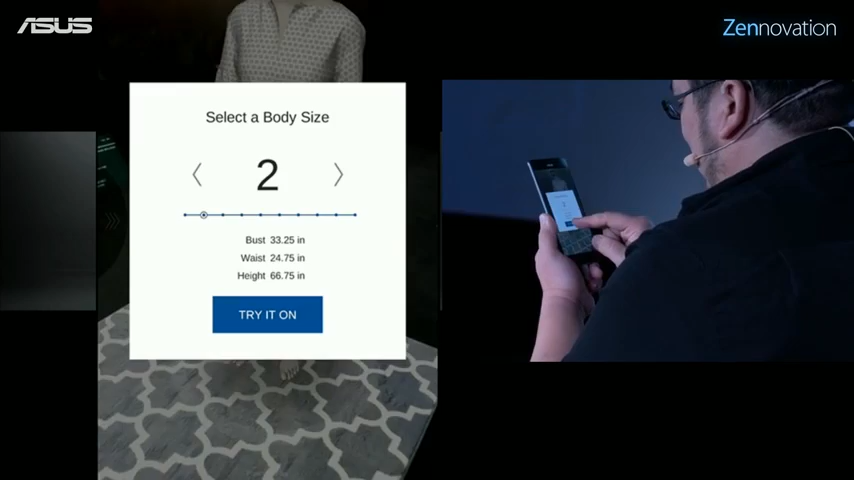 ASUS
Zennovation
Select a Body Size
2
Bust 33.25 in
Waist 24.75 in
Height 66.75 in
TRY IT ON